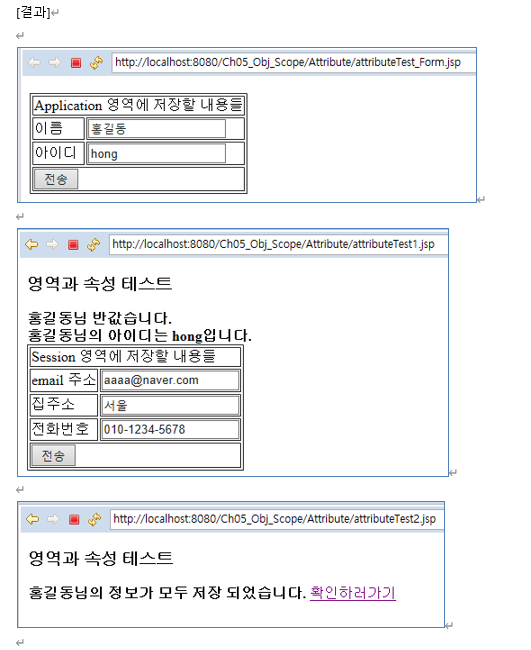 [결과]
http://localhost:8080/Ch05_Obj_Scope/Attribute/attributeTest_Form.jsp
Application 영역에 저장할 내용들
이름 홍길동
아이디 hong
전송
http://localhost:8080/Ch05_Obj_Scope/Attribute/attributeTest1.jsp
영역과 속성 테스트
홍길동님 반갑습니다.
홍길동님의 아이디는 hong입니다.
Session 영역에 저장할 내용들
email 주소 aaaa@naver.com
집주소 서울
전화번호 010-1234-5678
전송
http://localhost:8080/Ch05_Obj_Scope/Attribute/attributeTest2.jsp
영역과 속성 테스트
홍길동님의 정보가 모두 저장 되었습니다. 확인하러가기